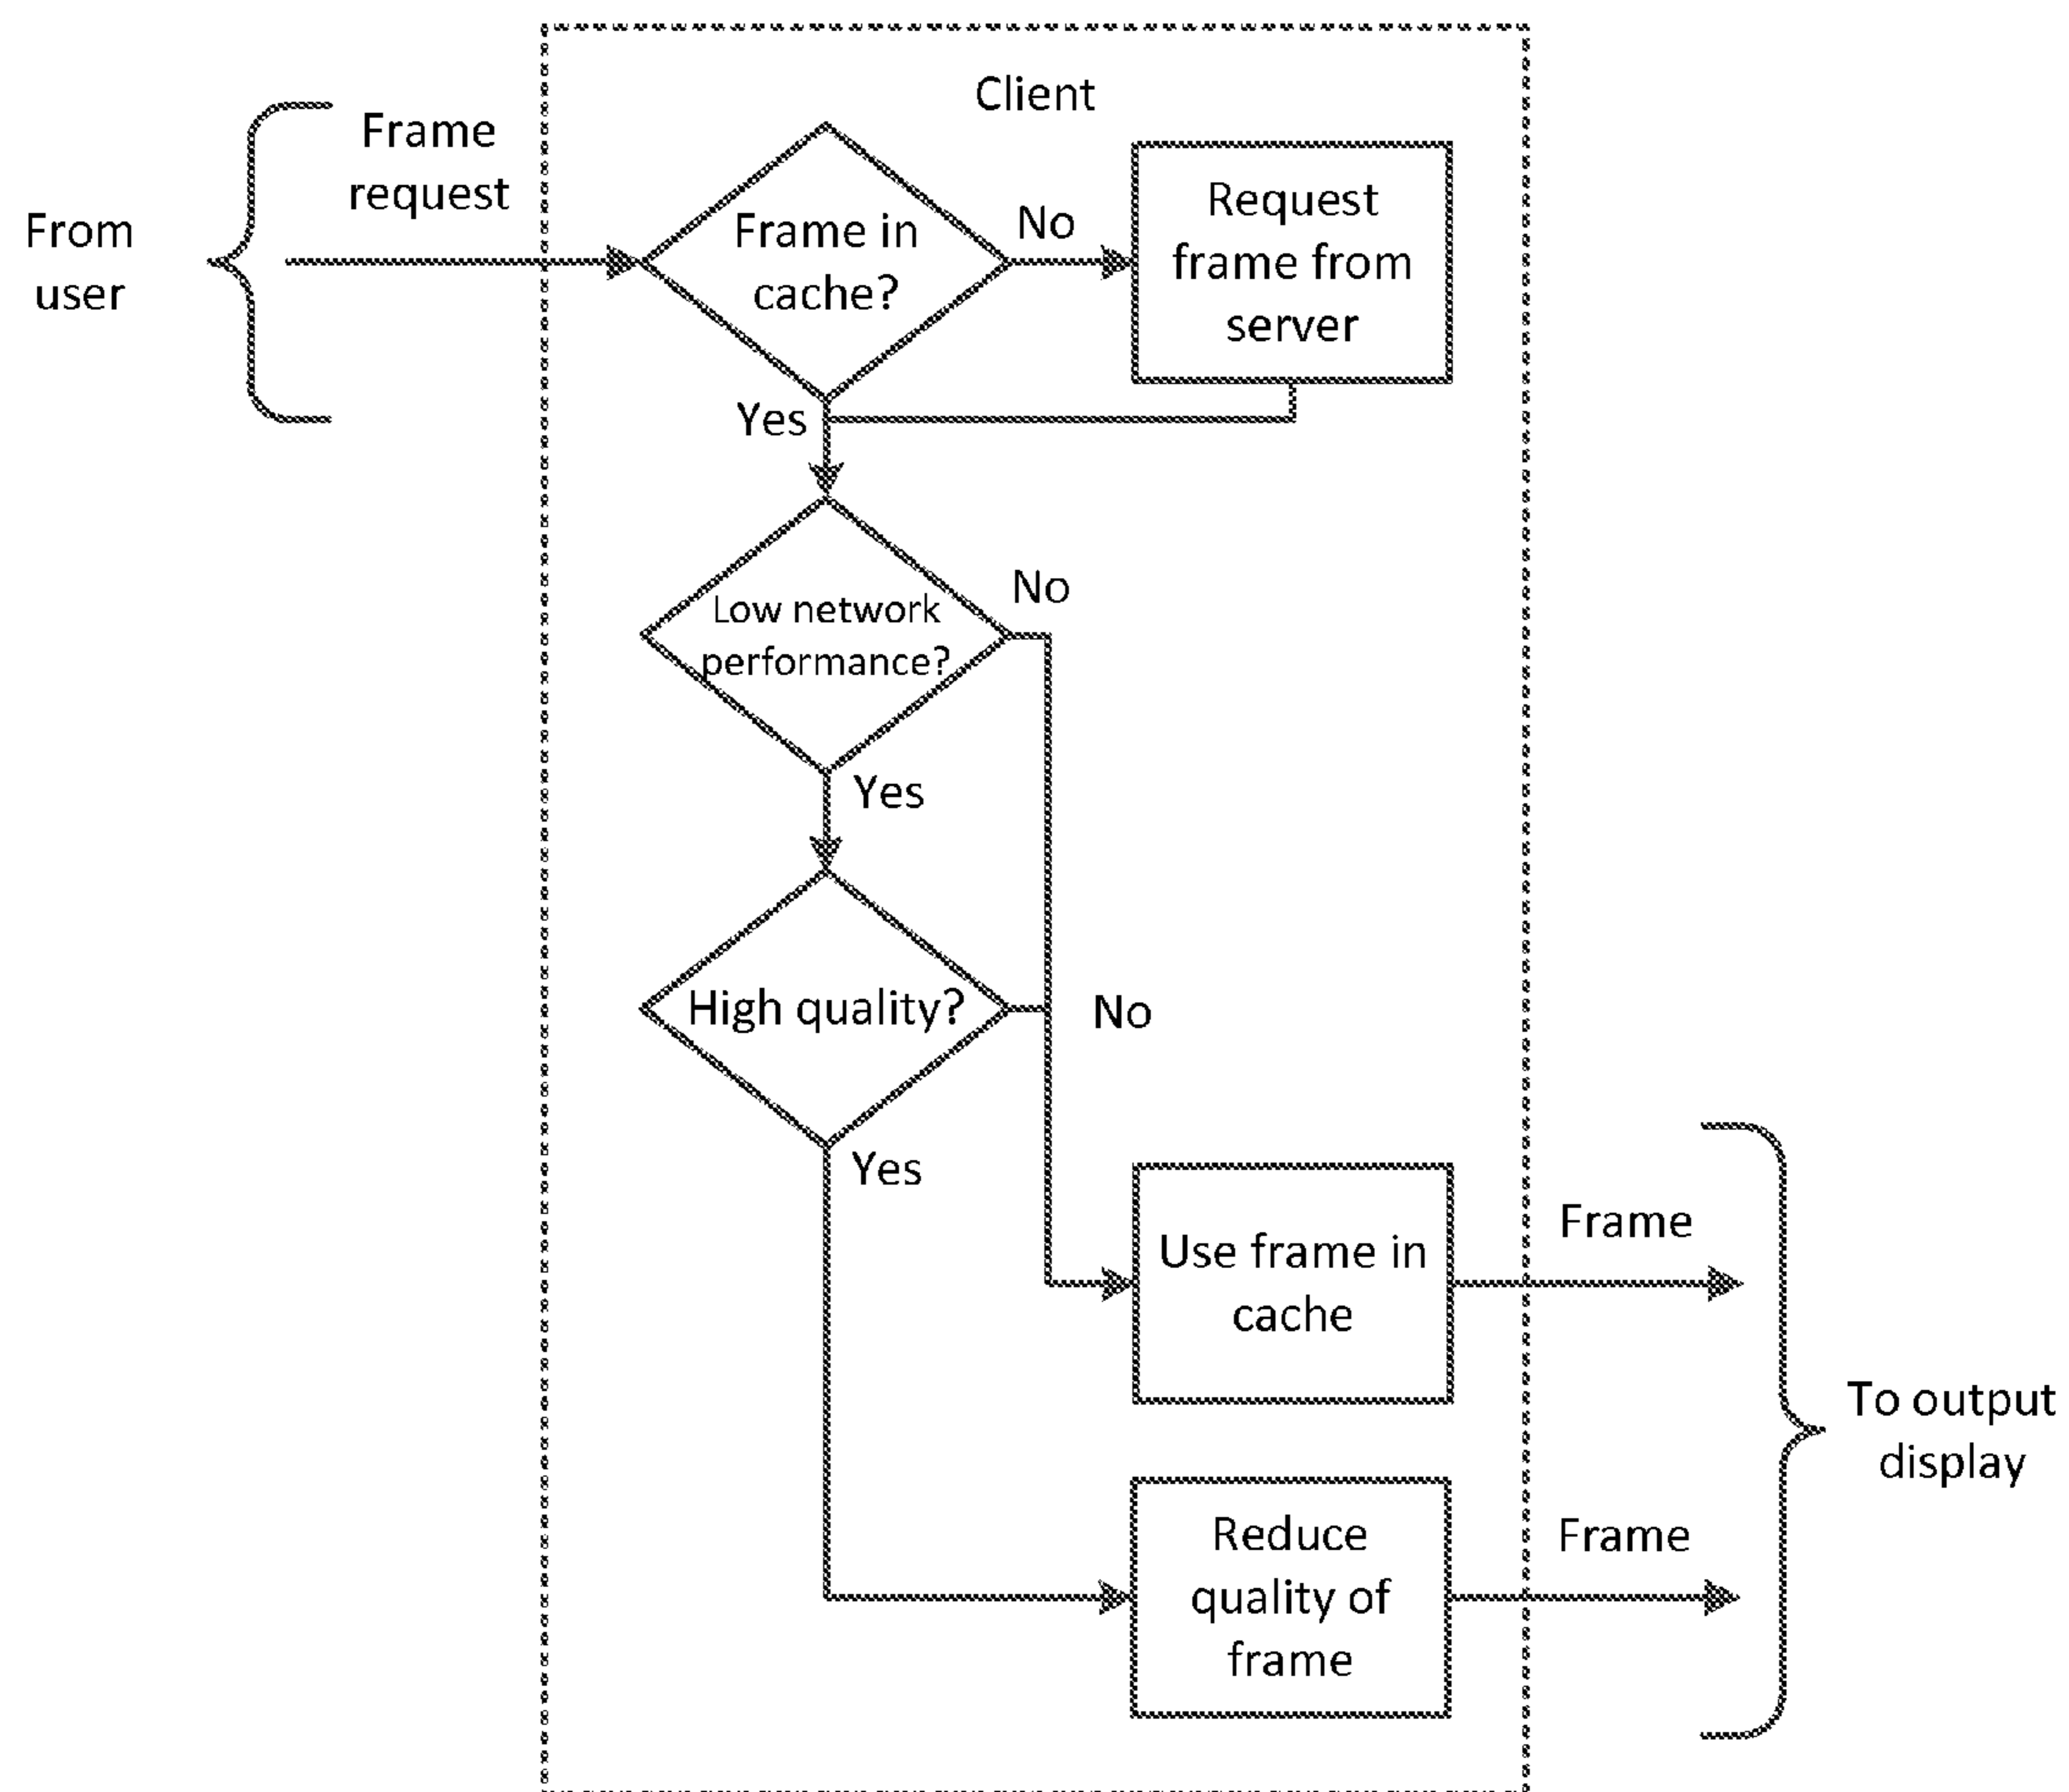 Client
Frame
request
From
user
Frame in
cache?
No
Request
frame from
server
Yes
Low network
performance?
No
Yes
High quality?
No
Yes
Use frame in
cache
Frame
To output
display
Reduce
quality of
frame
Frame